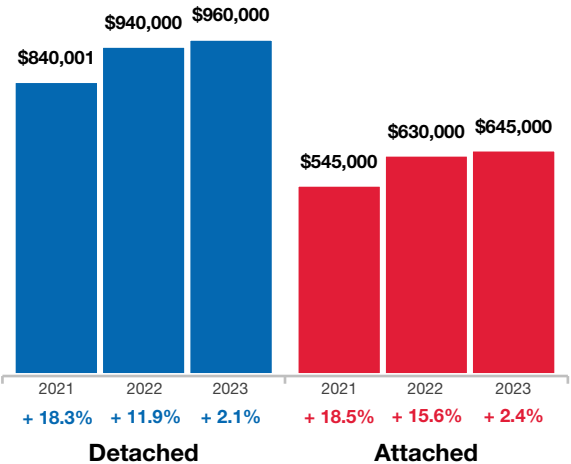 $840,001 $940,000 $960,000
$545,000 $630,000 $645,000
2021 2022 2023 2021 2022 2023
+ 18.3% + 11.9% + 2.1% + 18.5% + 15.6% + 2.4%
Detached Attached